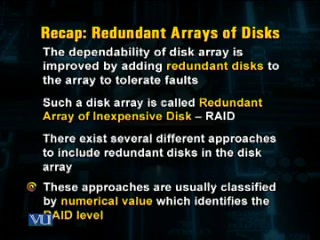 Recap: Redundant Arrays of Disks
The dependability of disk array is
improved by adding redundant disks to
the array to tolerate faults
Such a disk array is called Redundant
Array of Inexpensive Disk – RAID
There exist several different approaches
to include redundant disks in the disk
array
These approaches are usually classified
by numerical value which identifies the
RAID level
VU